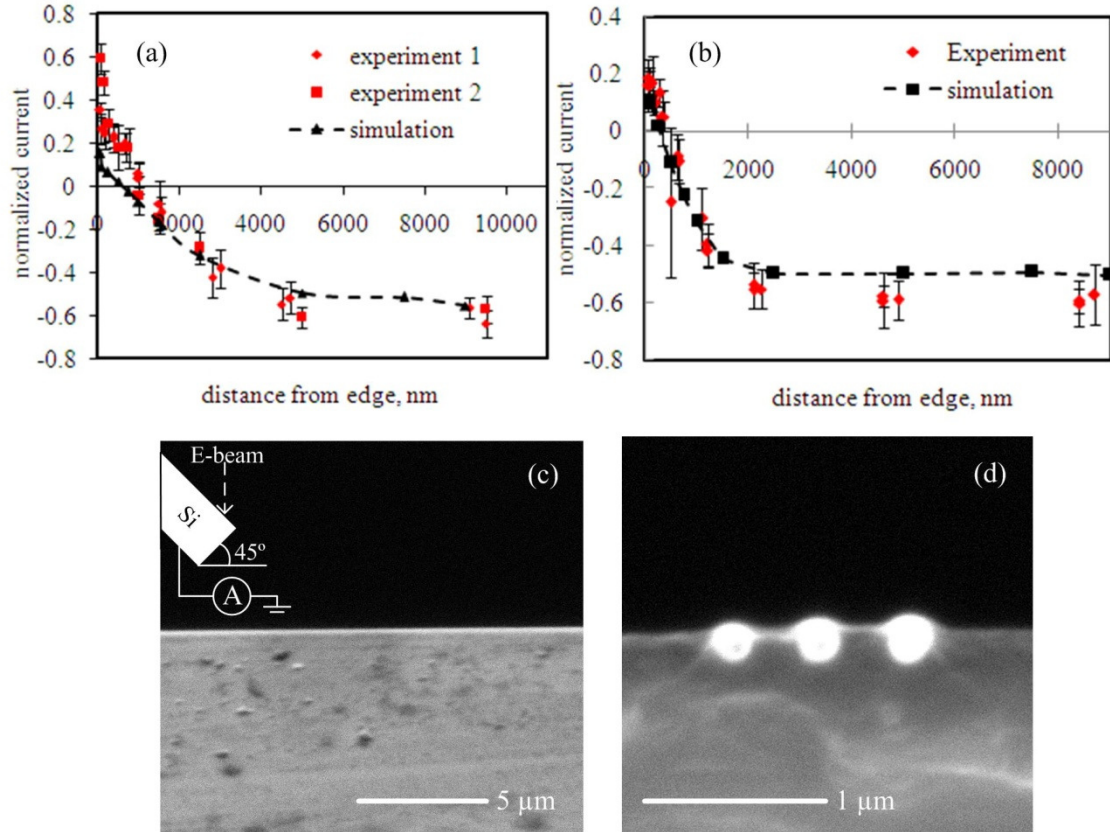 (a)
0.8
0.6
0.4
0.2
0
-0.2
-0.4
-0.6
-0.8
0 2000 4000 6000 8000 10000
normalized current
distance from edge, nm
experiment 1
experiment 2
simulation
(b)
0.4
0.2
0
-0.2
-0.4
-0.6
-0.8
0 2000 4000 6000 8000
normalized current
distance from edge, nm
Experiment
simulation
(c)
E-beam
Si
45º
A
5 µm
(d)
1 µm